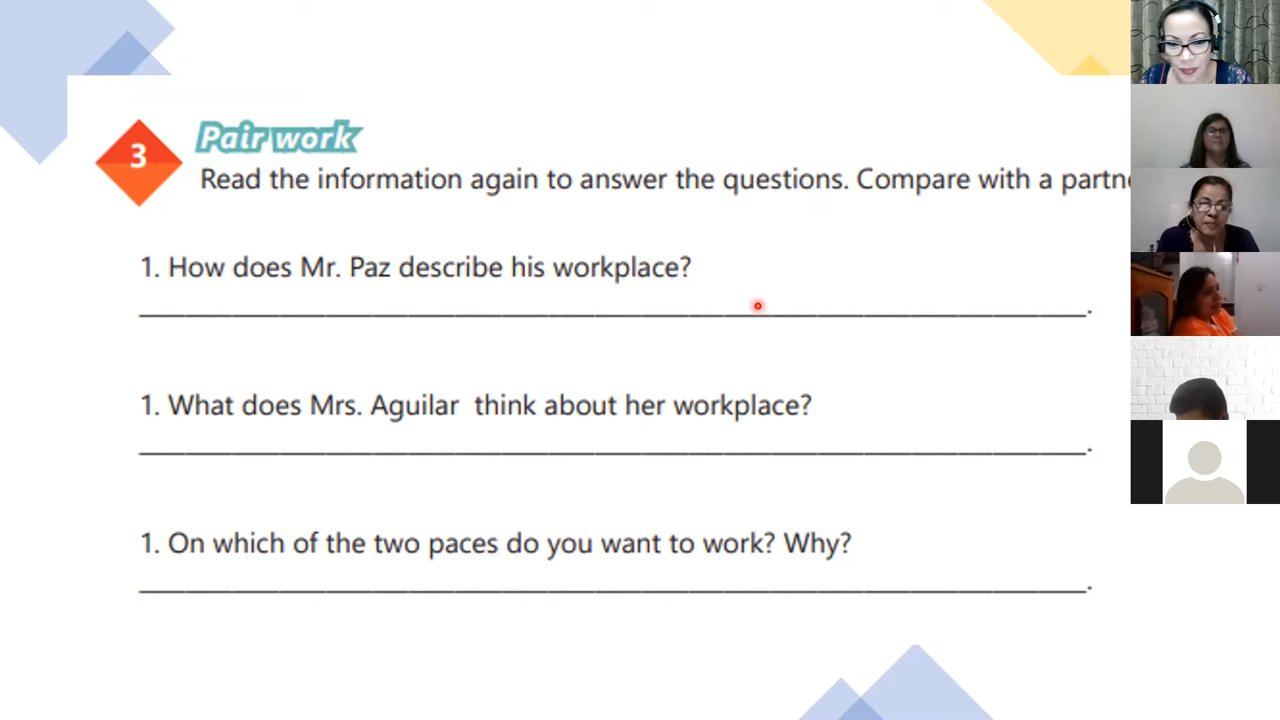 3
Pair work
Read the information again to answer the questions. Compare with a partne
1. How does Mr. Paz describe his workplace?
1. What does Mrs. Aguilar think about her workplace?
1. On which of the two paces do you want to work? Why?